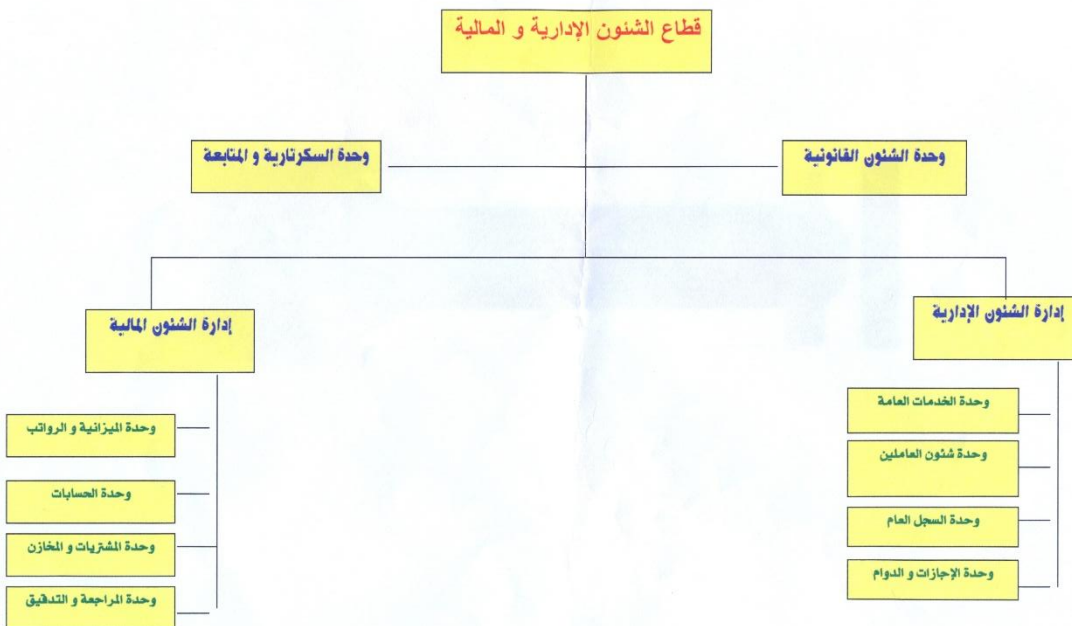 قطاع الشئون الإدارية و المالية
وحدة الشئون القانونية
وحدة السكرتارية و المتابعة
إدارة الشئون الإدارية
وحدة الخدمات العامة
وحدة شئون العاملين
وحدة السجل العام
وحدة الإجازات و الدوام
إدارة الشئون المالية
وحدة الميزانية و الرواتب
وحدة الحسابات
وحدة المشتريات و المخازن
وحدة المراجعة و التدقيق